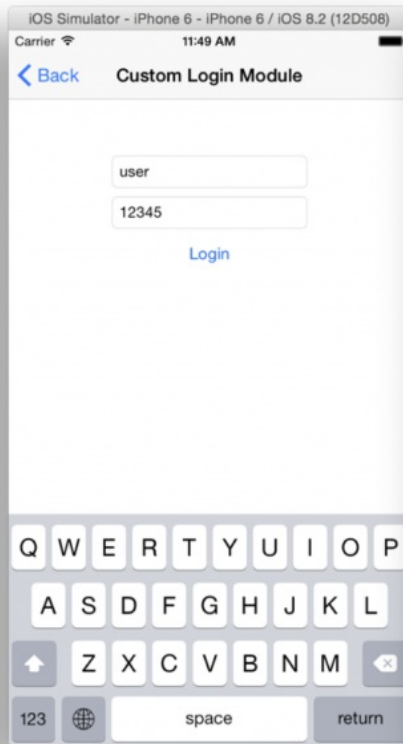 iOS Simulator - iPhone 6 - iPhone 6 / iOS 8.2 (12D508)
Carrier 11:49 AM
Back Custom Login Module
user
12345
Login
Q W E R T Y U I O P
A S D F G H J K L
Z X C V B N M
123 space return